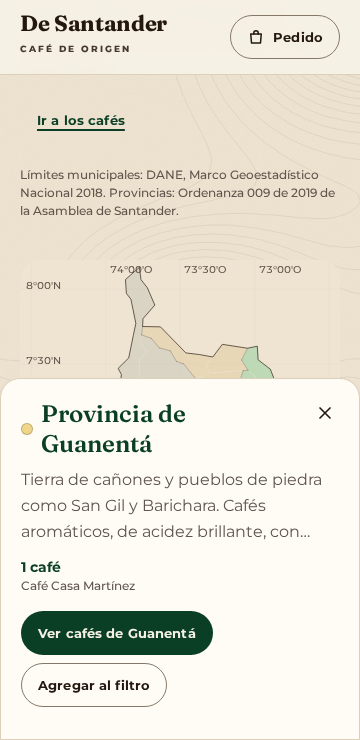 De Santander
CAFÉ DE ORIGEN
Pedido
Ir a los cafés
Límites municipales: DANE, Marco Geoestadístico
Nacional 2018. Provincias: Ordenanza 009 de 2019 de
la Asamblea de Santander.
74°00'O 73°30'O 73°00'O
8°00'N
7°30'N
Provincia de
Guanentá
Tierra de cañones y pueblos de piedra
como San Gil y Barichara. Cafés
aromáticos, de acidez brillante, con…
1 café
Café Casa Martínez
Ver cafés de Guanentá
Agregar al filtro